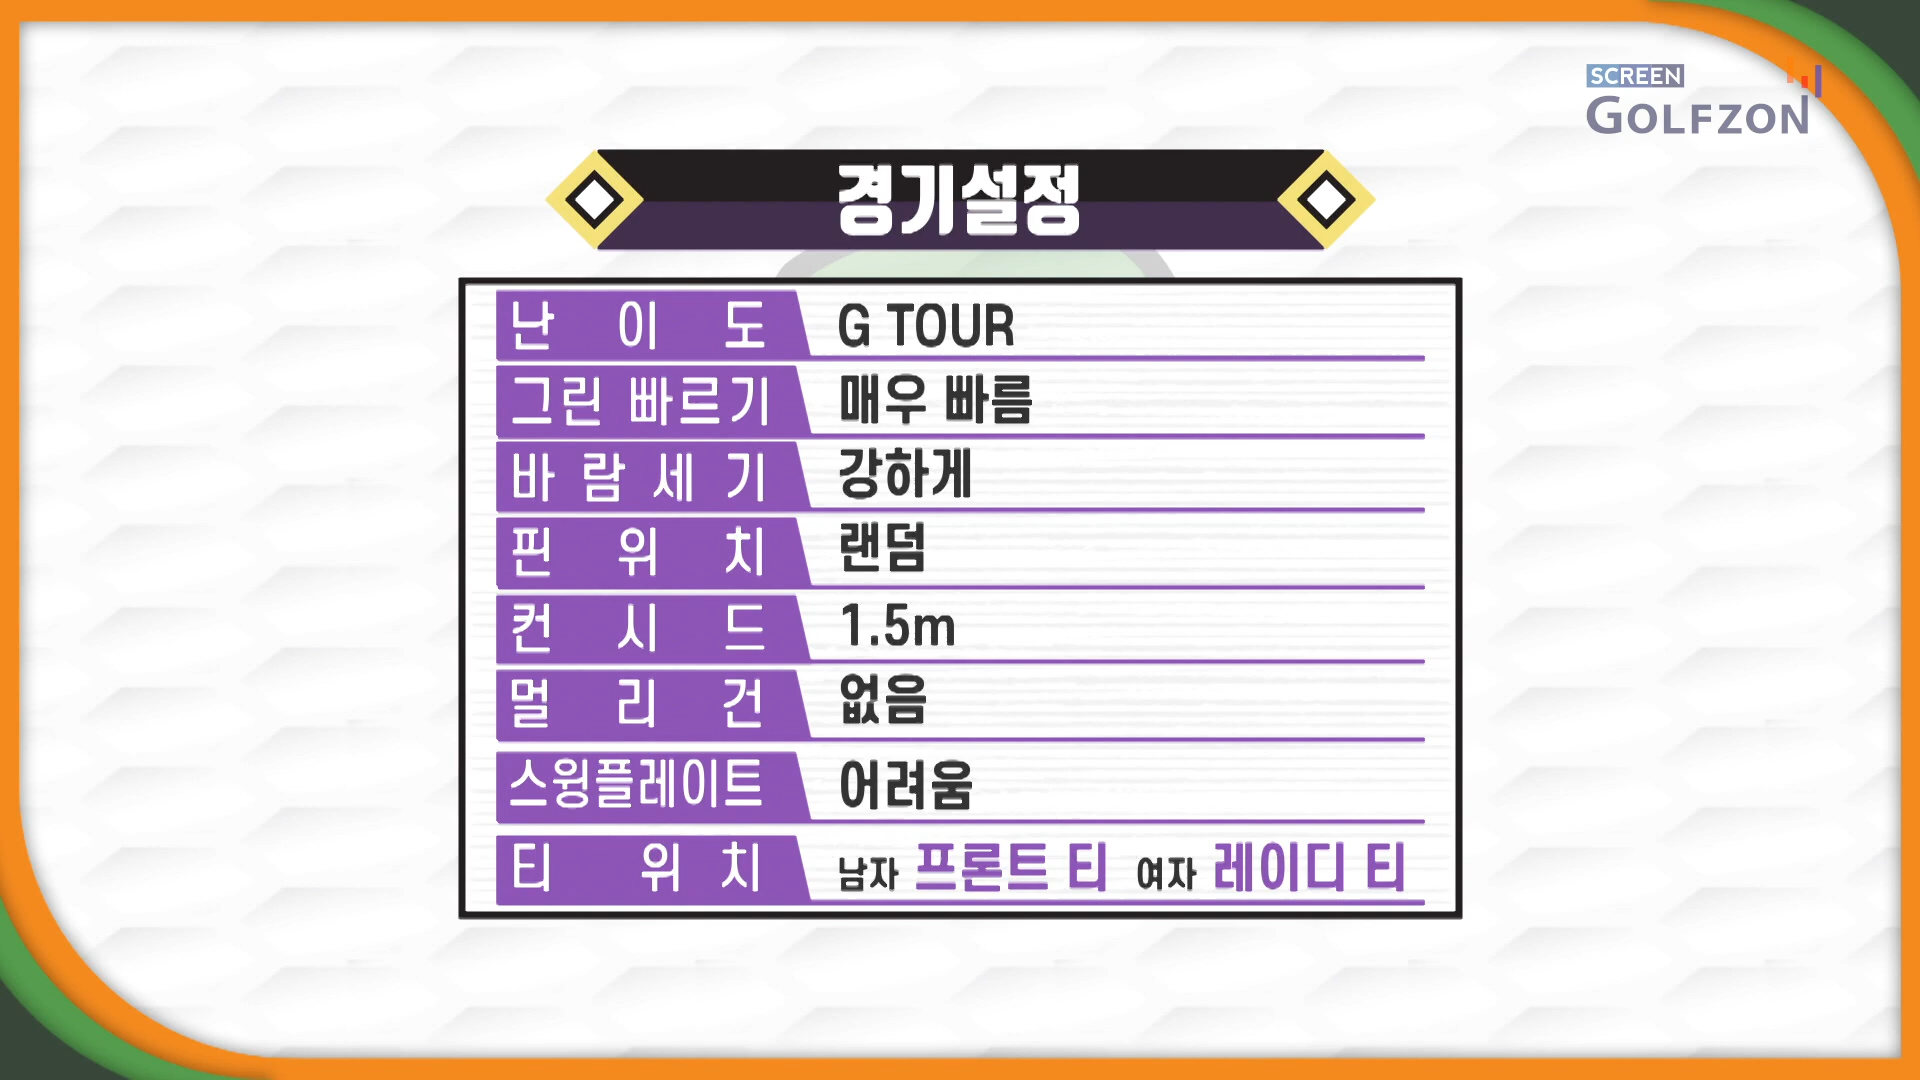 SCREEN
GOLFZON
경기설정
난이도 G TOUR
그린 빠르기 매우 빠름
바람세기 강하게
핀위치 랜덤
컨시드 1.5m
멀리건 없음
스윙플레이트 어려움
티 위치 남자 프론트 티 여자 레이디 티